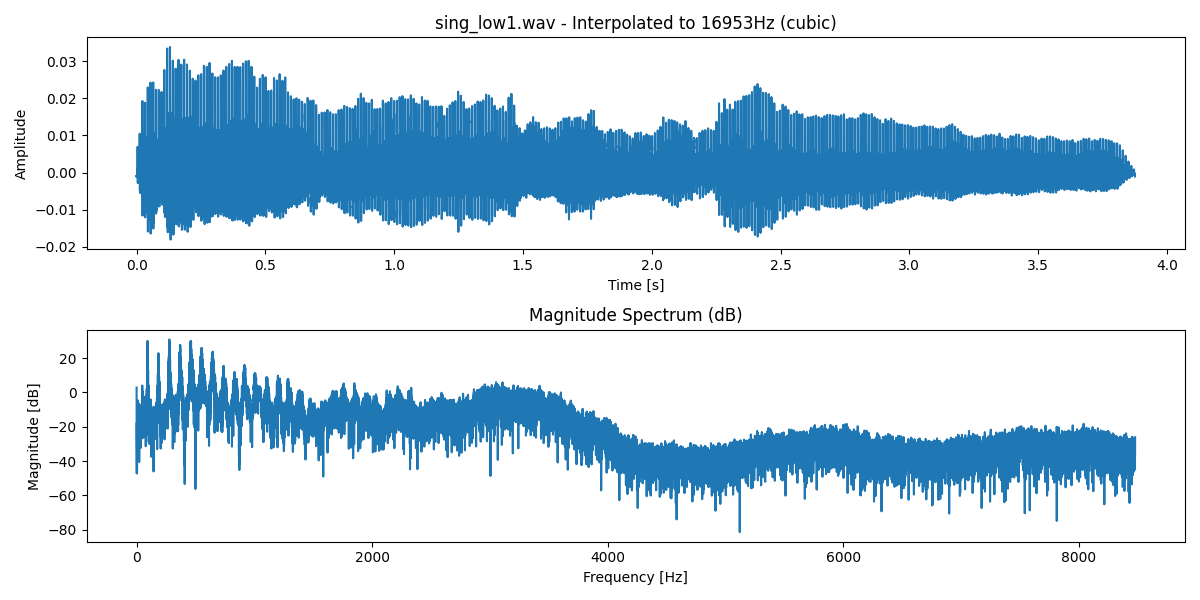 sing_low1.wav - Interpolated to 16953Hz (cubic)
0.03
0.02
0.01
0.00
−0.01
−0.02
Amplitude
0.0 0.5 1.0 1.5 2.0 2.5 3.0 3.5 4.0
Time [s]
Magnitude Spectrum (dB)
20
0
−20
−40
−60
−80
Magnitude [dB]
0 2000 4000 6000 8000
Frequency [Hz]